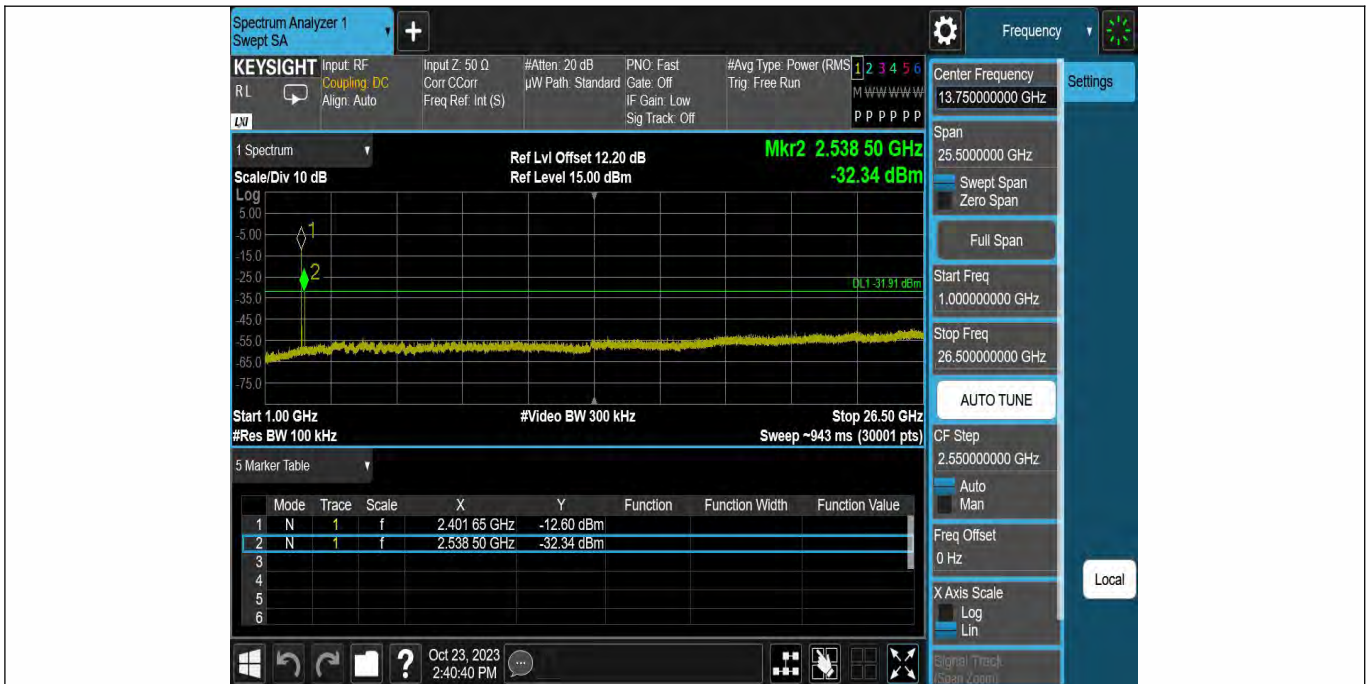 Spectrum Analyzer 1
Swept SA
+
Frequency
KEYSIGHT
RL
LXI
Input: RF
Coupling: DC
Align: Auto
Input Z: 50 Ω
Corr CCorr
Freq Ref: Int (S)
#Atten: 20 dB
µW Path: Standard
PNO: Fast
Gate: Off
IF Gain: Low
Sig Track: Off
#Avg Type: Power (RMS
Trig: Free Run
1 2 3 4 5 6
M W W W W W
P P P P P P
1 Spectrum
Scale/Div 10 dB
Ref Lvl Offset 12.20 dB
Ref Level 15.00 dBm
Mkr2 2.538 50 GHz
-32.34 dBm
Log
5.00
-5.00
-15.0
-25.0
-35.0
-45.0
-55.0
-65.0
-75.0
1
2
DL1 -31.91 dBm
Start 1.00 GHz
#Video BW 300 kHz
Stop 26.50 GHz
#Res BW 100 kHz
Sweep ~943 ms (30001 pts)
5 Marker Table
Mode Trace Scale X Y Function Function Width Function Value
1 N 1 f 2.401 65 GHz -12.60 dBm
2 N 1 f 2.538 50 GHz -32.34 dBm
3
4
5
6
?
Oct 23, 2023
2:40:40 PM
Center Frequency
13.750000000 GHz
Settings
Span
25.5000000 GHz
Swept Span
Zero Span
Full Span
Start Freq
1.000000000 GHz
Stop Freq
26.500000000 GHz
AUTO TUNE
CF Step
2.550000000 GHz
Auto
Man
Freq Offset
0 Hz
Local
X Axis Scale
Log
Lin
Signal Track
(Span Zoom)